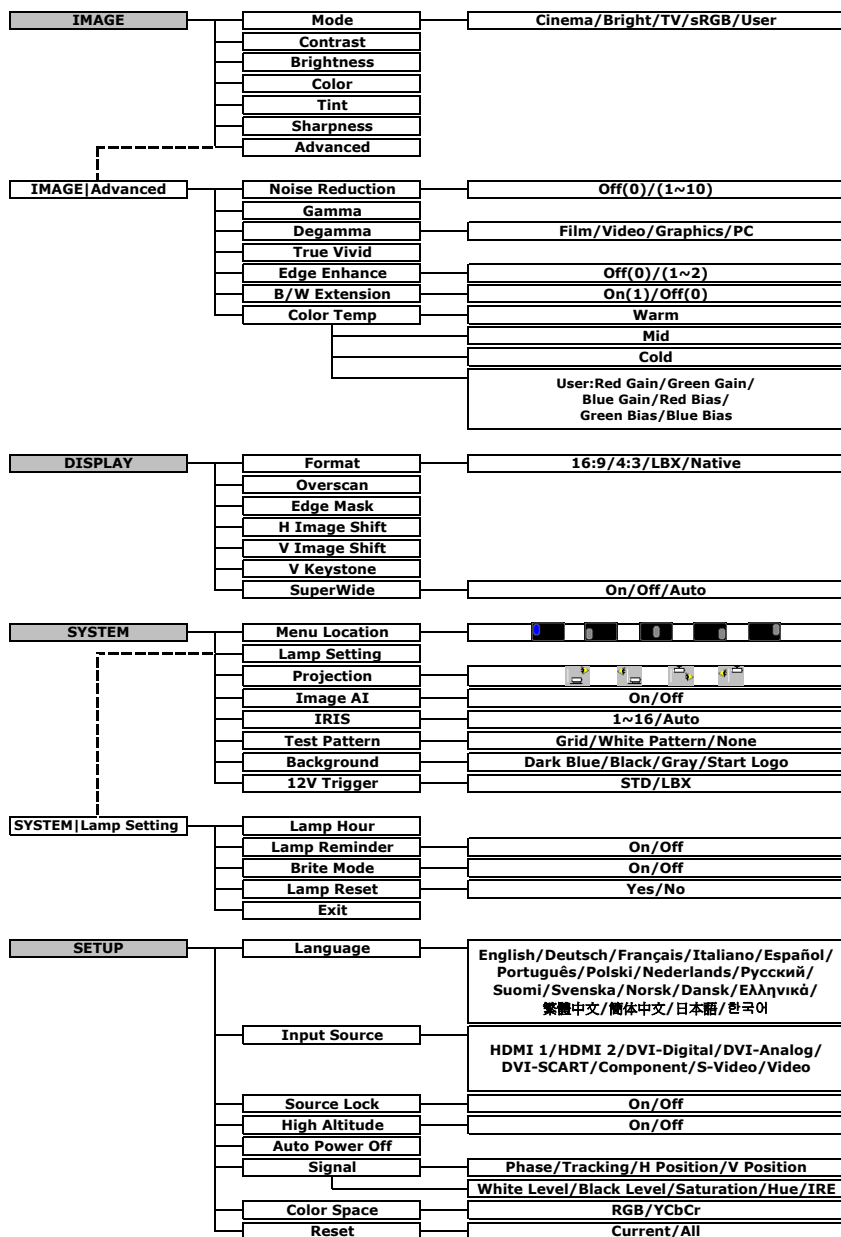 IMAGE Mode Cinema/Bright/TV/sRGB/User
Contrast
Brightness
Color
Tint
Sharpness
Advanced
IMAGE|Advanced Noise Reduction Off(0)/(1~10)
Gamma
Degamma Film/Video/Graphics/PC
True Vivid
Edge Enhance Off(0)/(1~2)
B/W Extension On(1)/Off(0)
Color Temp Warm
Mid
Cold
User:Red Gain/Green Gain/
Blue Gain/Red Bias/
Green Bias/Blue Bias
DISPLAY Format 16:9/4:3/LBX/Native
Overscan
Edge Mask
H Image Shift
V Image Shift
V Keystone
SuperWide On/Off/Auto
SYSTEM Menu Location
Lamp Setting
Projection
Image AI On/Off
IRIS 1~16/Auto
Test Pattern Grid/White Pattern/None
Background Dark Blue/Black/Gray/Start Logo
12V Trigger STD/LBX
SYSTEM|Lamp Setting Lamp Hour
Lamp Reminder On/Off
Brite Mode On/Off
Lamp Reset Yes/No
Exit
SETUP Language English/Deutsch/Français/Italiano/Español/
Português/Polski/Nederlands/Русский/
Suomi/Svenska/Norsk/Dansk/Ελληνικά/
繁體中文/簡体中文/日本語/한국어
Input Source HDMI 1/HDMI 2/DVI-Digital/DVI-Analog/
DVI-SCART/Component/S-Video/Video
Source Lock On/Off
High Altitude On/Off
Auto Power Off
Signal Phase/Tracking/H Position/V Position
White Level/Black Level/Saturation/Hue/IRE
Color Space RGB/YCbCr
Reset Current/All